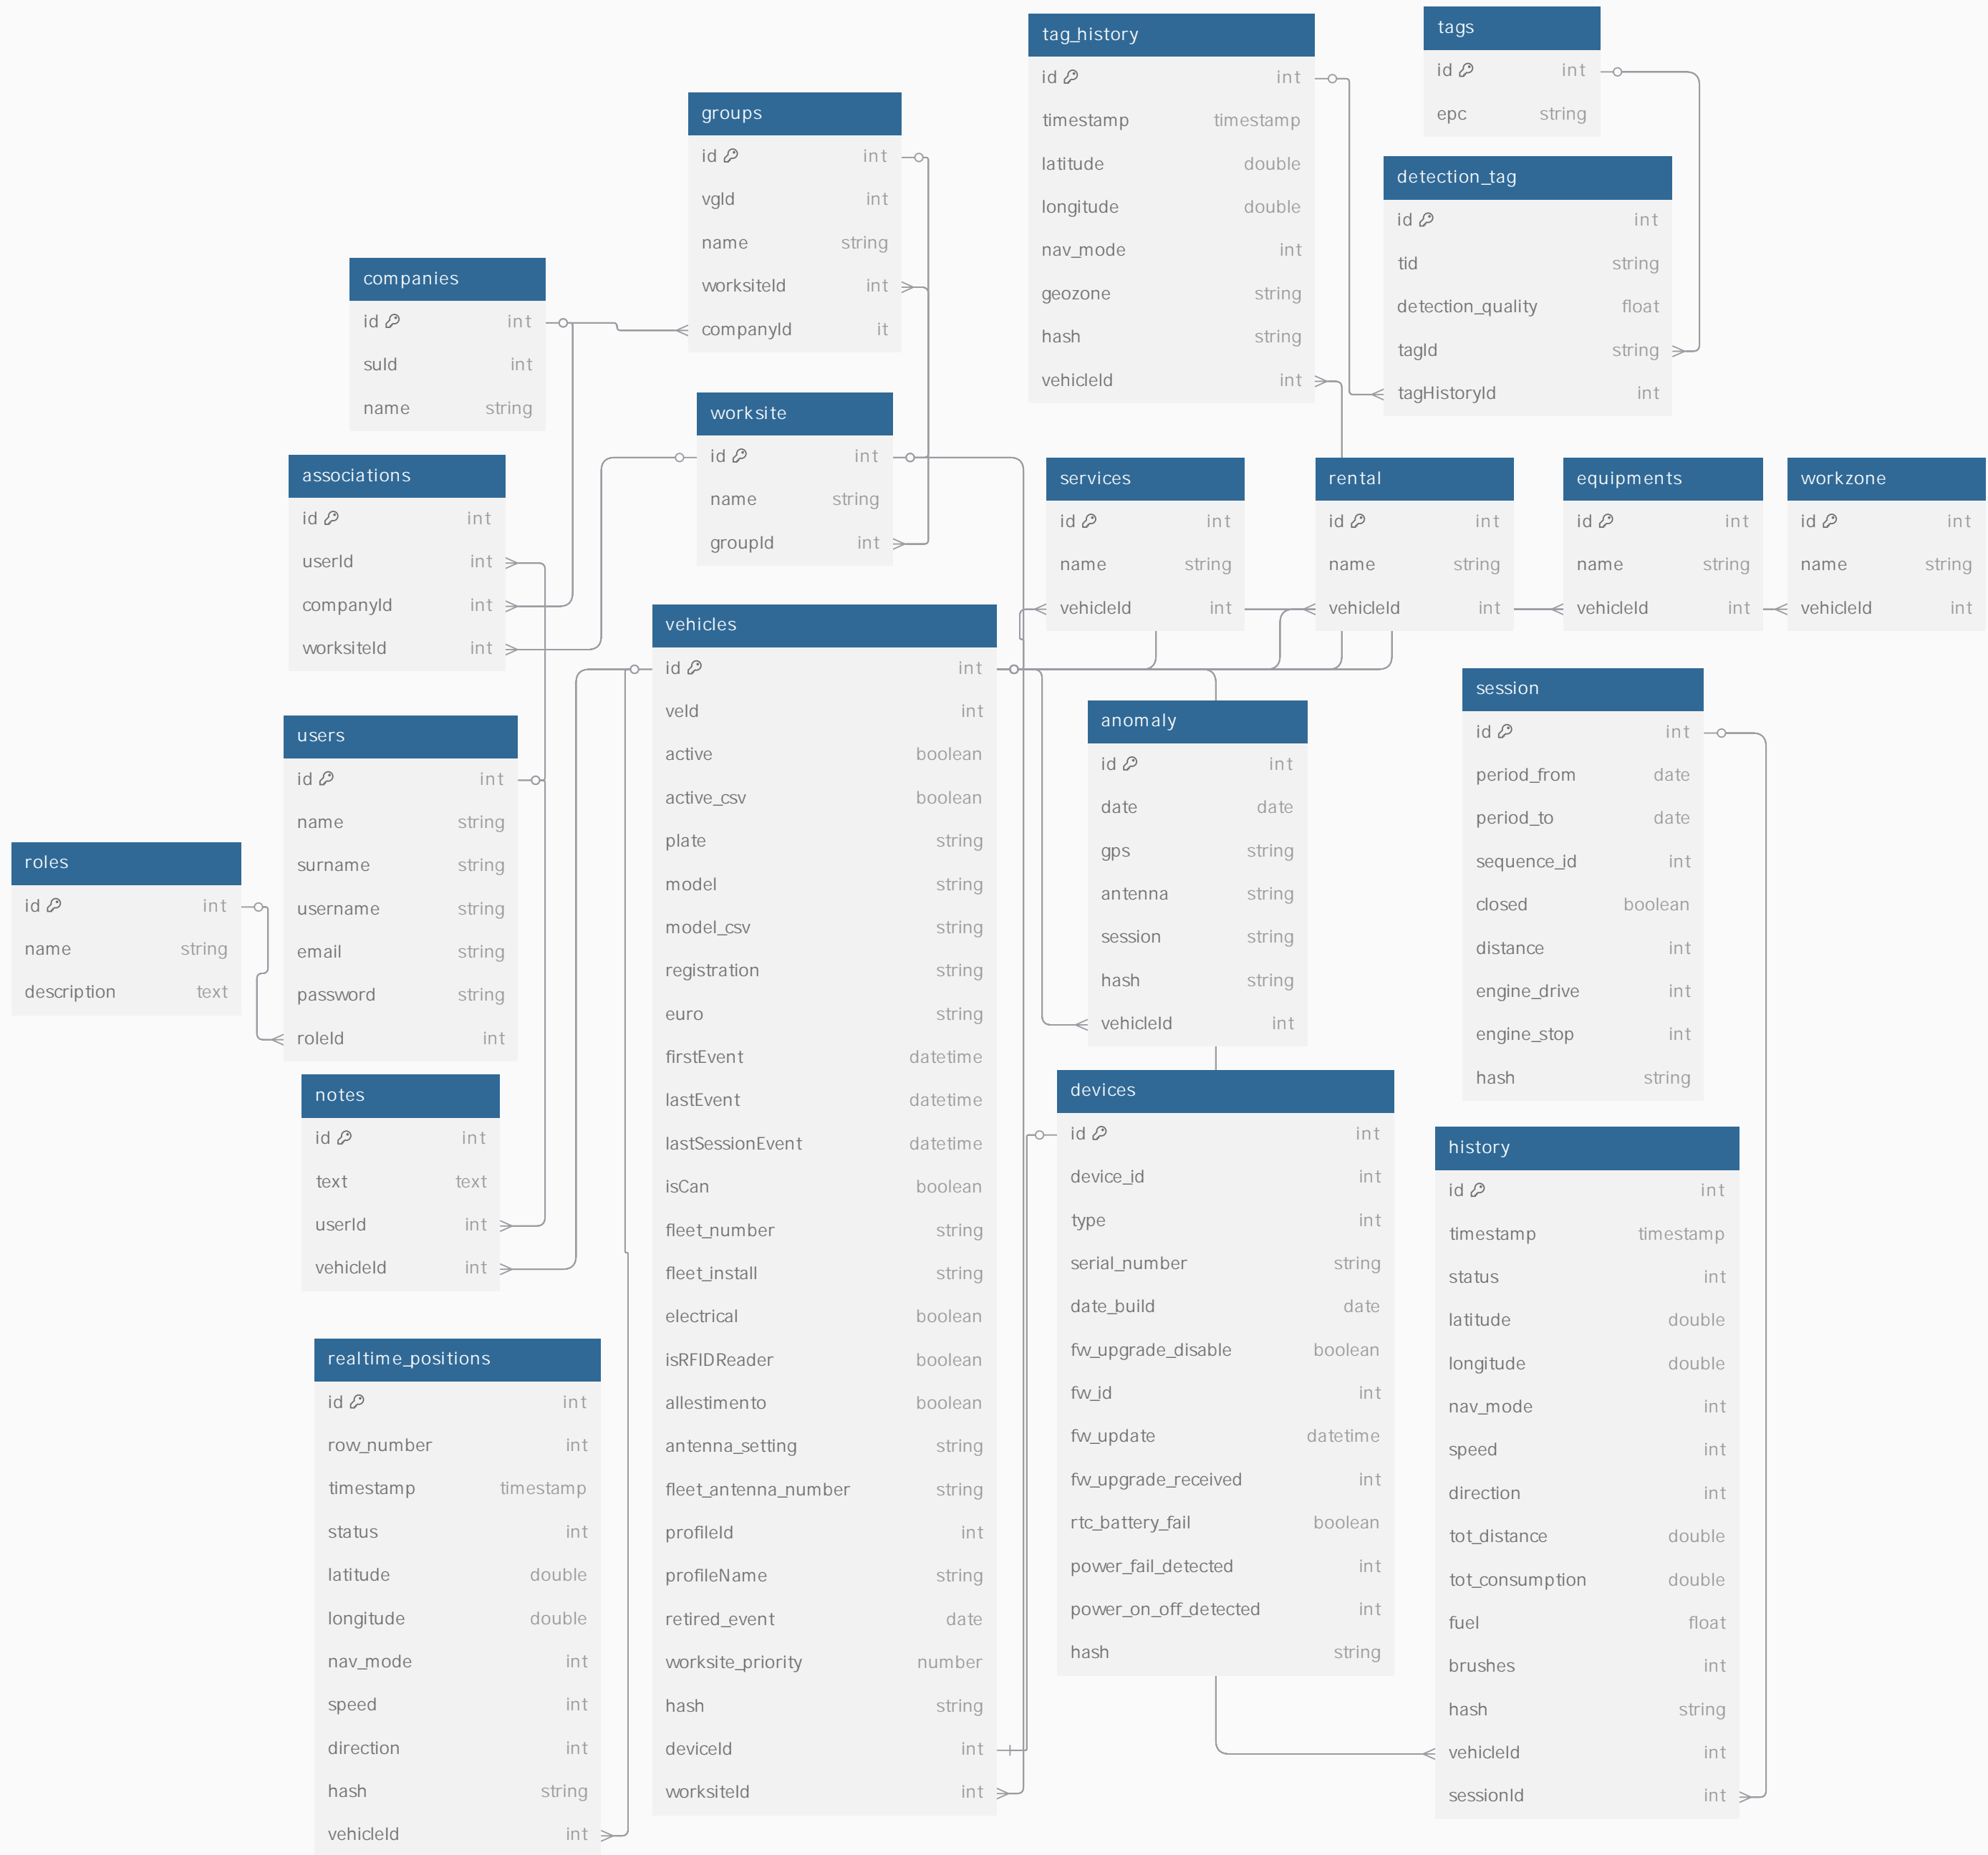 tag_history
id int
timestamp timestamp
latitude double
longitude double
nav_mode int
geozone string
hash string
vehicleId int
tags
id int
epc string
groups
id int
vgId int
name string
worksiteId int
companyId it
detection_tag
id int
tid string
detection_quality float
tagId string
tagHistoryId int
companies
id int
suId int
name string
worksite
id int
name string
groupId int
associations
id int
userId int
companyId int
worksiteId int
services
id int
name string
vehicleId int
rental
id int
name string
vehicleId int
equipments
id int
name string
vehicleId int
workzone
id int
name string
vehicleId int
vehicles
id int
veId int
active boolean
active_csv boolean
plate string
model string
model_csv string
registration string
euro string
firstEvent datetime
lastEvent datetime
lastSessionEvent datetime
isCan boolean
fleet_number string
fleet_install string
electrical boolean
isRFIDReader boolean
allestimento boolean
antenna_setting string
fleet_antenna_number string
profileId int
profileName string
retired_event date
worksite_priority number
hash string
deviceId int
worksiteId int
users
id int
name string
surname string
username string
email string
password string
roleId int
roles
id int
name string
description text
notes
id int
text text
userId int
vehicleId int
realtime_positions
id int
row_number int
timestamp timestamp
status int
latitude double
longitude double
nav_mode int
speed int
direction int
hash string
vehicleId int
anomaly
id int
date date
gps string
antenna string
session string
hash string
vehicleId int
devices
id int
device_id int
type int
serial_number string
date_build date
fw_upgrade_disable boolean
fw_id int
fw_update datetime
fw_upgrade_received int
rtc_battery_fail boolean
power_fail_detected int
power_on_off_detected int
hash string
session
id int
period_from date
period_to date
sequence_id int
closed boolean
distance int
engine_drive int
engine_stop int
hash string
history
id int
timestamp timestamp
status int
latitude double
longitude double
nav_mode int
speed int
direction int
tot_distance double
tot_consumption double
fuel float
brushes int
hash string
vehicleId int
sessionId int